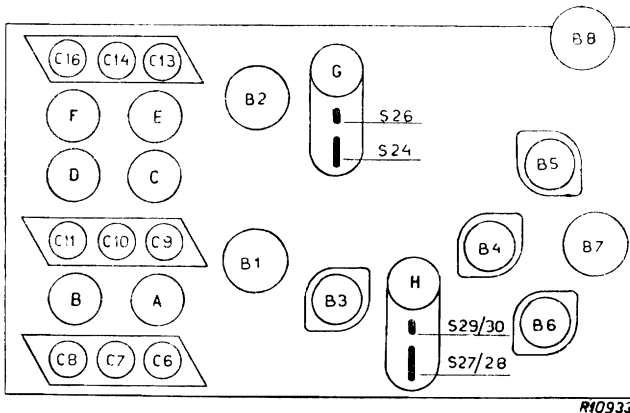 B8
C16 C14 C13
G
B2
F E
S26
S24
D C
B5
C11 C10 C9
B1
B4 B7
H
B A
B3
S29/30
B6
C8 C7 C6
S27/28
R10933